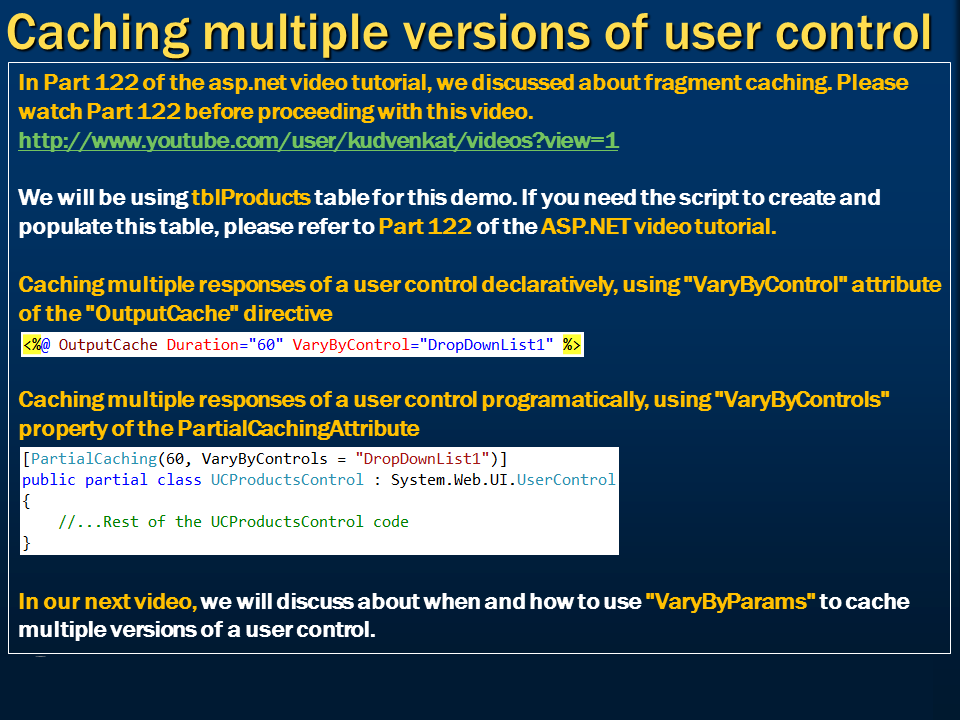 Caching multiple versions of user control
In Part 122 of the asp.net video tutorial, we discussed about fragment caching. Please
watch Part 122 before proceeding with this video.
http://www.youtube.com/user/kudvenkat/videos?view=1
We will be using tblProducts table for this demo. If you need the script to create and
populate this table, please refer to Part 122 of the ASP.NET video tutorial.
Caching multiple responses of a user control declaratively, using "VaryByControl" attribute
of the "OutputCache" directive
<%@ OutputCache Duration="60" VaryByControl="DropDownList1" %>
Caching multiple responses of a user control programatically, using "VaryByControls"
property of the PartialCachingAttribute
[PartialCaching(60, VaryByControls = "DropDownList1")]
public partial class UCProductsControl : System.Web.UI.UserControl
{
//...Rest of the UCProductsControl code
}
In our next video, we will discuss about when and how to use "VaryByParams" to cache
multiple versions of a user control.